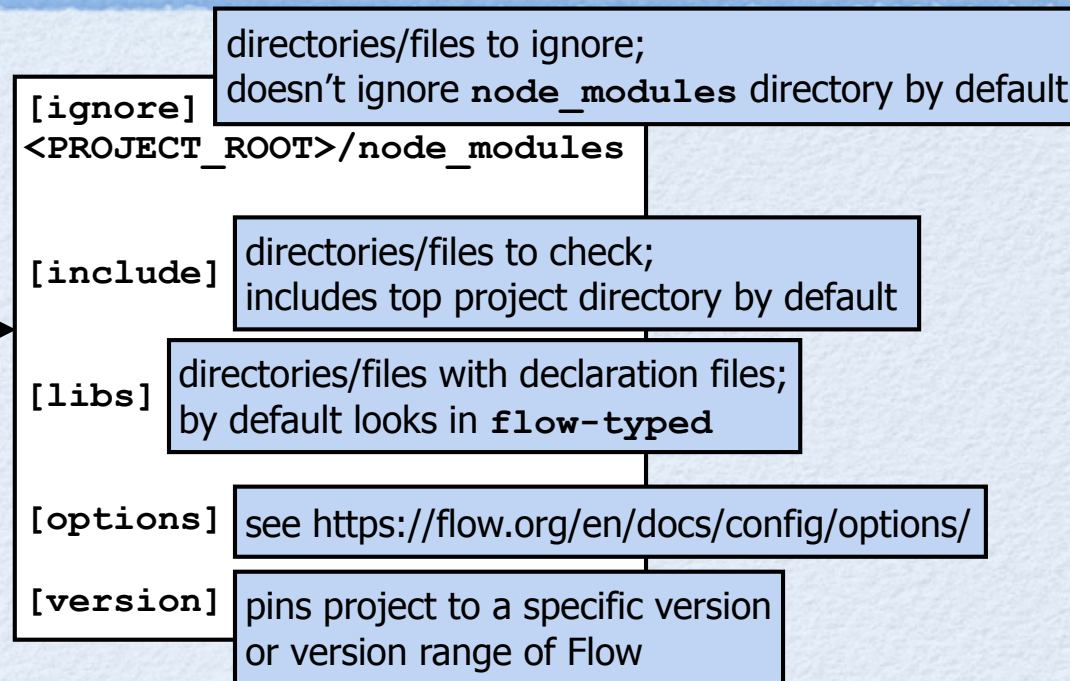 directories/files to ignore;
doesn’t ignore node_modules directory by default
[ignore]
<PROJECT_ROOT>/node_modules
[include]
directories/files to check;
includes top project directory by default
[libs]
directories/files with declaration files;
by default looks in flow-typed
[options]
see https://flow.org/en/docs/config/options/
[version]
pins project to a specific version
or version range of Flow